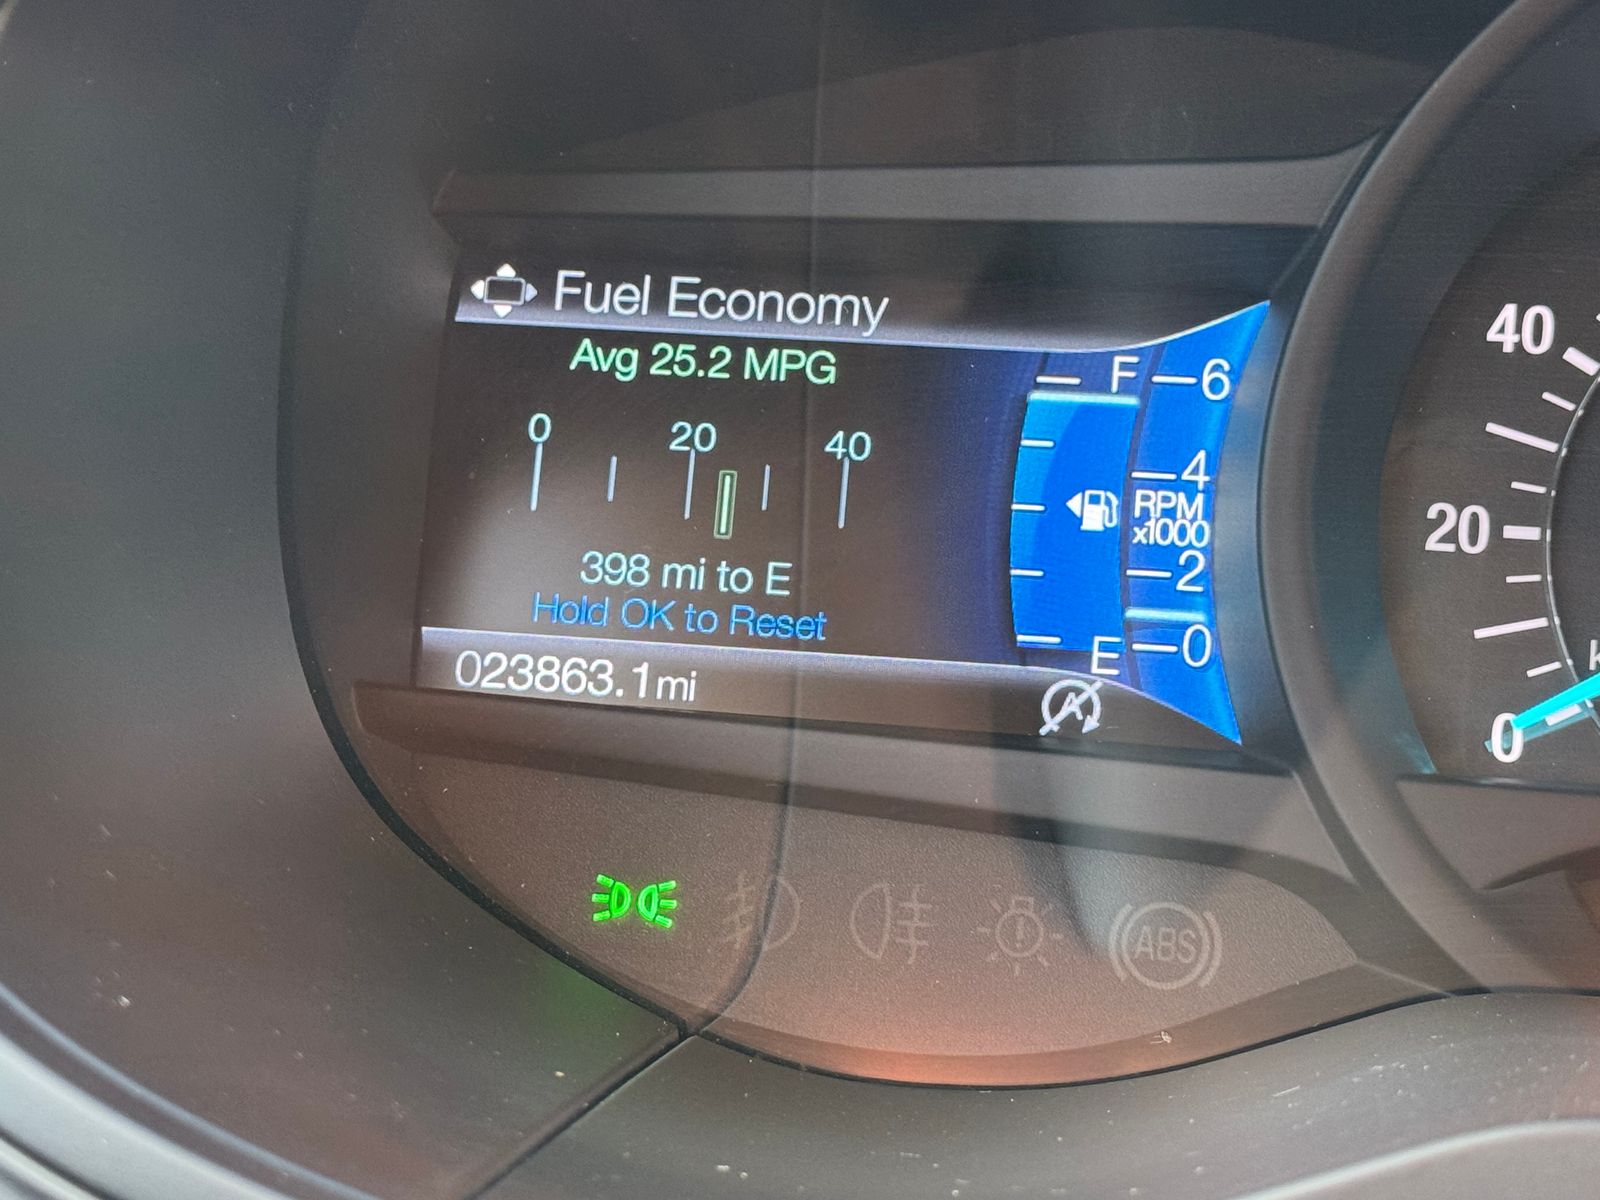 Fuel Economy
Avg 25.2 MPG
0 20 40
398 mi to E
Hold OK to Reset
023863.1mi
F
E
6
4
RPM
x1000
2
0
A
ABS
40
20
0